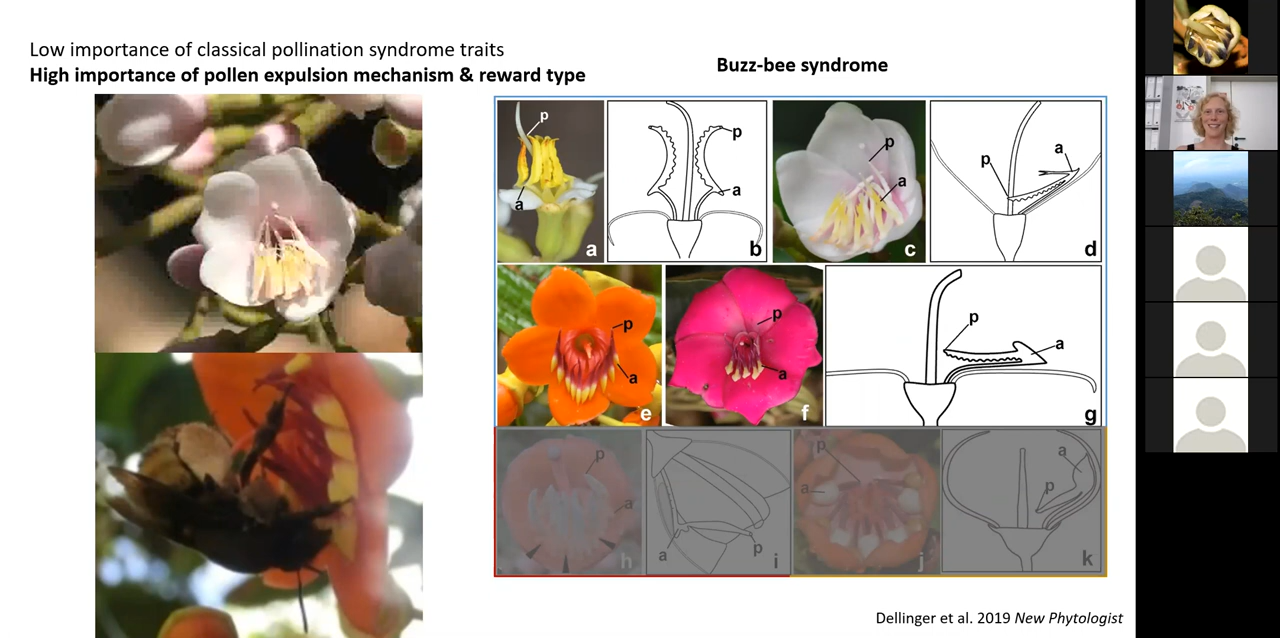 Low importance of classical pollination syndrome traits
High importance of pollen expulsion mechanism & reward type
Buzz-bee syndrome
p
a
a
p
a
b
p
a
c
p
a
d
p
a
e
p
a
f
p
a
g
p
a
h
a
p
i
p
a
j
a
p
k
Dellinger et al. 2019 New Phytologist